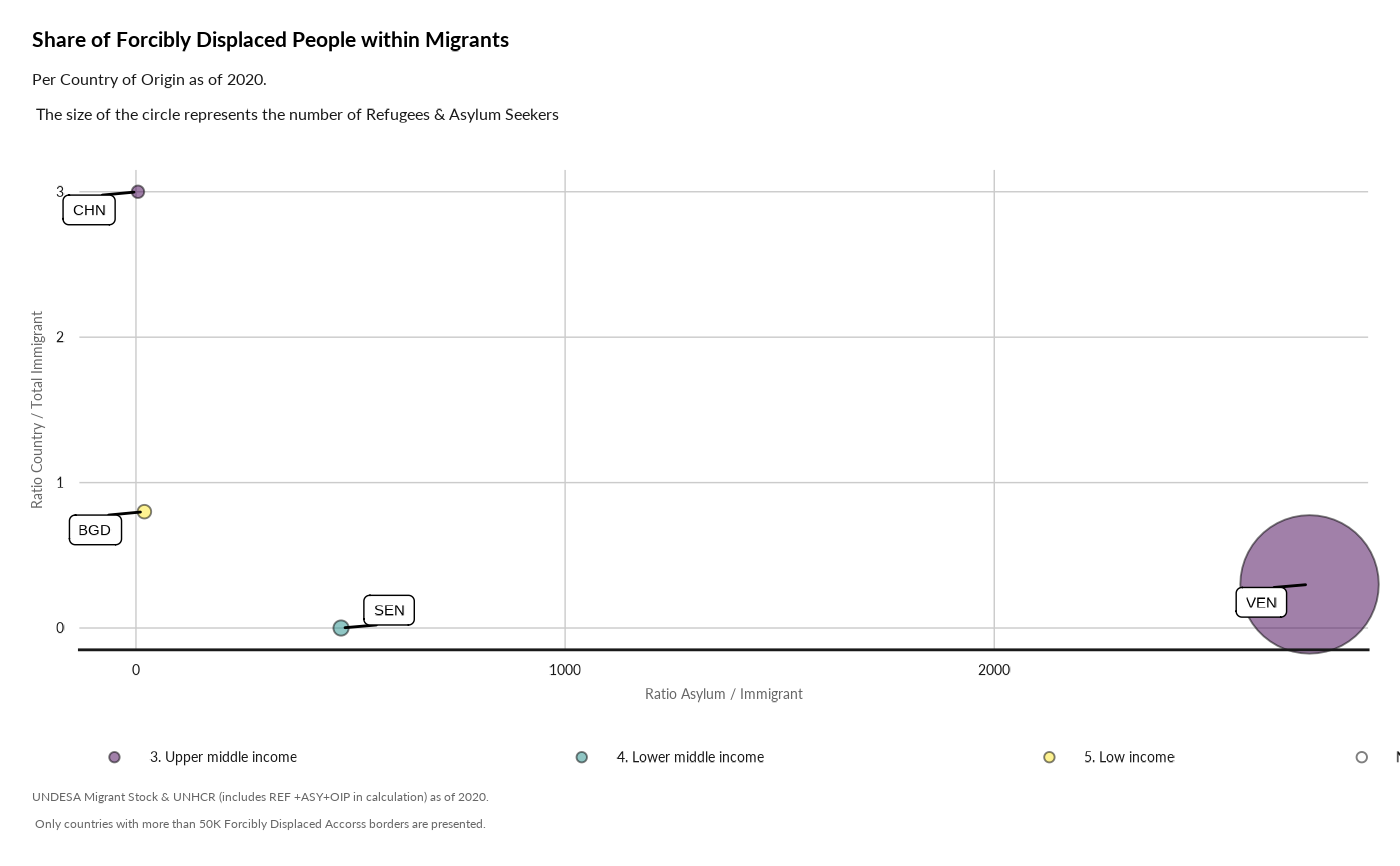 Share of Forcibly Displaced People within Migrants
Per Country of Origin as of 2020.
The size of the circle represents the number of Refugees & Asylum Seekers
3
CHN
2
Ratio Country / Total Immigrant
1
BGD
SEN
VEN
0
0 1000 2000
Ratio Asylum / Immigrant
3. Upper middle income 4. Lower middle income 5. Low income
UNDESA Migrant Stock & UNHCR (includes REF +ASY+OIP in calculation) as of 2020.
Only countries with more than 50K Forcibly Displaced Accorss borders are presented.